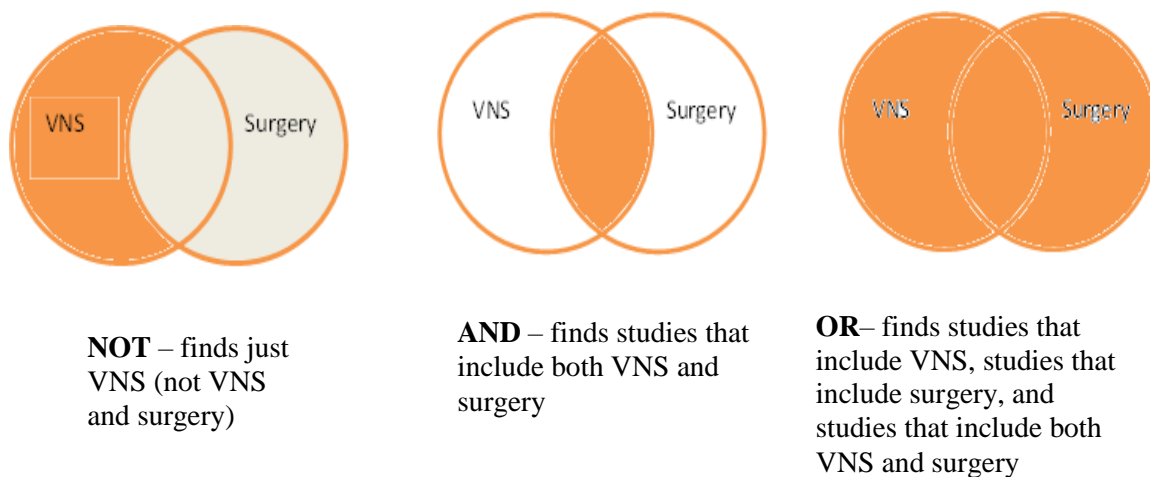 VNS
Surgery
VNS
Surgery
VNS
Surgery
NOT – finds just
VNS (not VNS
and surgery)
AND – finds studies that
include both VNS and
surgery
OR– finds studies that
include VNS, studies that
include surgery, and
studies that include both
VNS and surgery